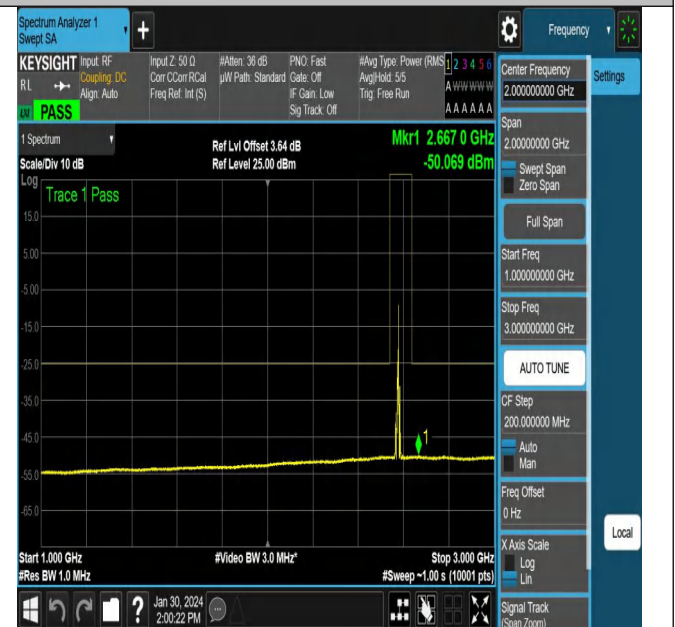 Spectrum Analyzer 1
Swept SA
+
Frequency
KEYSIGHT
RL
PASS
Input: RF
Coupling: DC
Align: Auto
Input Z: 50 Ω
Corr CCorr RCal
Freq Ref: Int (S)
#Atten: 36 dB
µW Path: Standard
PNO: Fast
Gate: Off
IF Gain: Low
Sig Track: Off
#Avg Type: Power (RMS
Avg|Hold: 5/5
Trig: Free Run
1 2 3 4 5 6
A W W W W W
A A A A A A
1 Spectrum
Scale/Div 10 dB
Ref Lvl Offset 3.64 dB
Ref Level 25.00 dBm
Mkr1 2.667 0 GHz
-50.069 dBm
Log
Trace 1 Pass
15.0
5.00
-5.00
-15.0
-25.0
-35.0
-45.0
-55.0
-65.0
1
Start 1.000 GHz
#Res BW 1.0 MHz
#Video BW 3.0 MHz*
Stop 3.000 GHz
#Sweep ~1.00 s (10001 pts)
?
Jan 30, 2024
2:00:22 PM
Center Frequency
2.00000000 GHz
Settings
Span
2.00000000 GHz
Swept Span
Zero Span
Full Span
Start Freq
1.000000000 GHz
Stop Freq
3.000000000 GHz
AUTO TUNE
CF Step
200.000000 MHz
Auto
Man
Freq Offset
0 Hz
X Axis Scale
Log
Lin
Local
Signal Track
(Span Zoom)